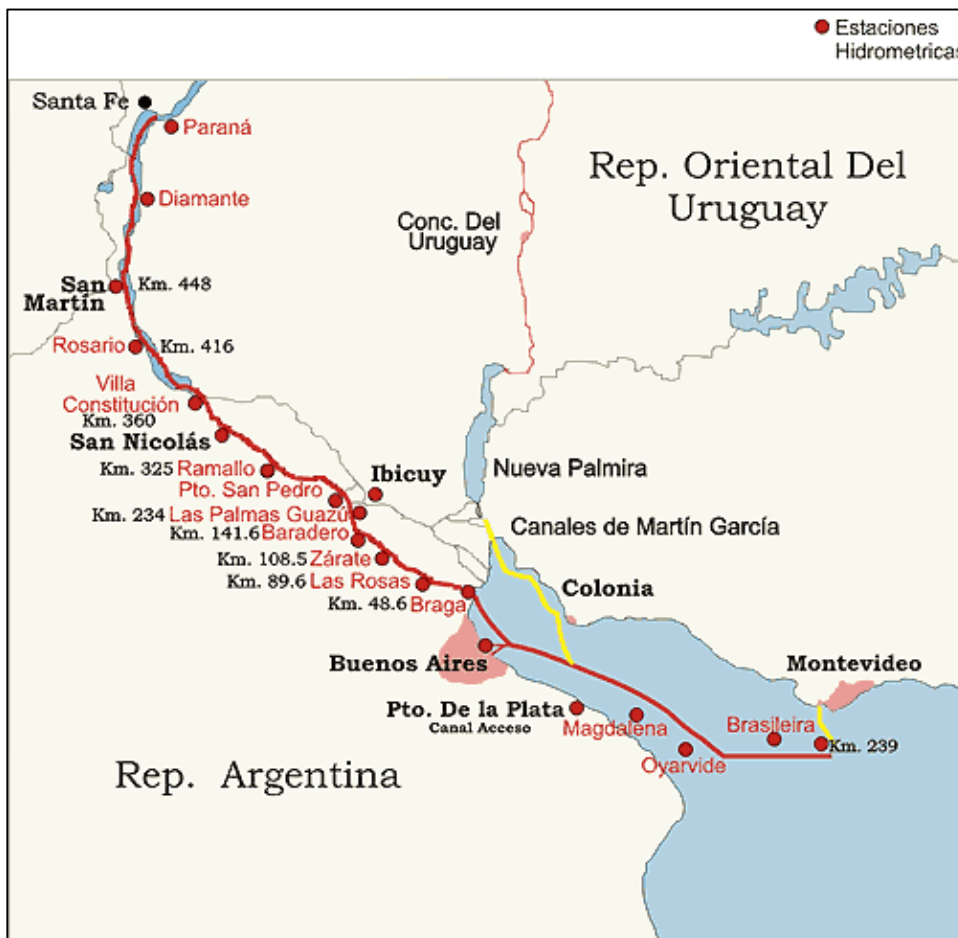 Estaciones
Hidrometricas
Santa Fe
Paraná
Rep. Oriental Del
Uruguay
Diamante
Conc. Del
Uruguay
San
Martín
Km. 448
Rosario
Km. 416
Villa
Constitución
Km. 360
San Nicolás
Km. 325 Ramallo
Ibicuy
Nueva Palmira
Pto. San Pedro
Km. 234 Las Palmas Guazú
Canales de Martín García
Km. 141.6 Baradero
Km. 108.5 Zárate
Km. 89.6 Las Rosas
Colonia
Km. 48.6 Braga
Buenos Aires
Montevideo
Pto. De la Plata
Canal Acceso
Magdalena
Brasileira
Km. 239
Oyarvide
Rep. Argentina